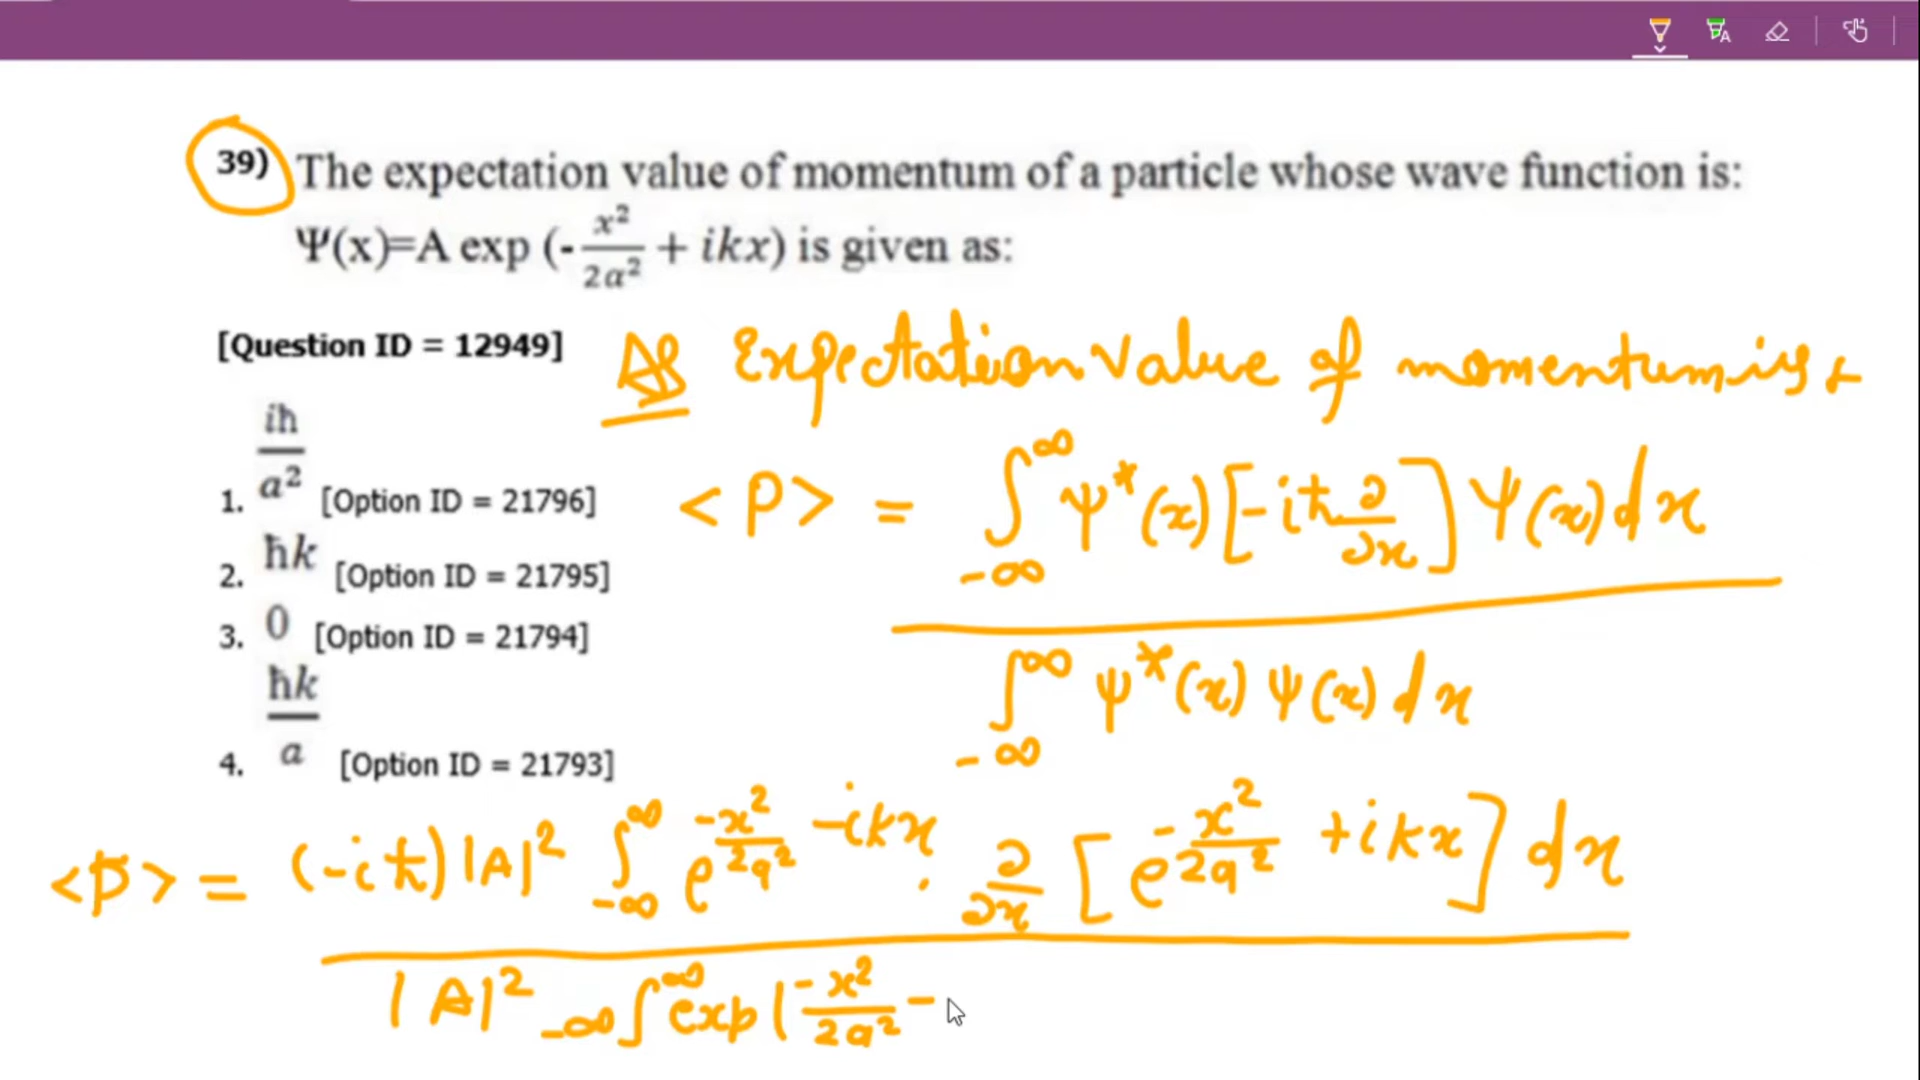 39) The expectation value of momentum of a particle whose wave function is:
Ψ(x)=A exp (-x²/2a² + ikx) is given as:
[Question ID = 12949]
As Expectation Value of momentum is :-
1. iħ/a² [Option ID = 21796]
<P> = ∫_{-∞}^{∞} ψ*(x)[-iħ ∂/∂x] ψ(x)dx
2. ħk [Option ID = 21795]
3. 0 [Option ID = 21794]
∫_{-∞}^{∞} ψ*(x) ψ(x) dx
4. ħk/a [Option ID = 21793]
<P> = (-iħ)|A|² ∫_{-∞}^{∞} e^{-x²/2a² -ikx} . ∂/∂x [e^{-x²/2a² +ikx}] dx
|A|² -∞∫^∞ exp(-x²/2a² -
A